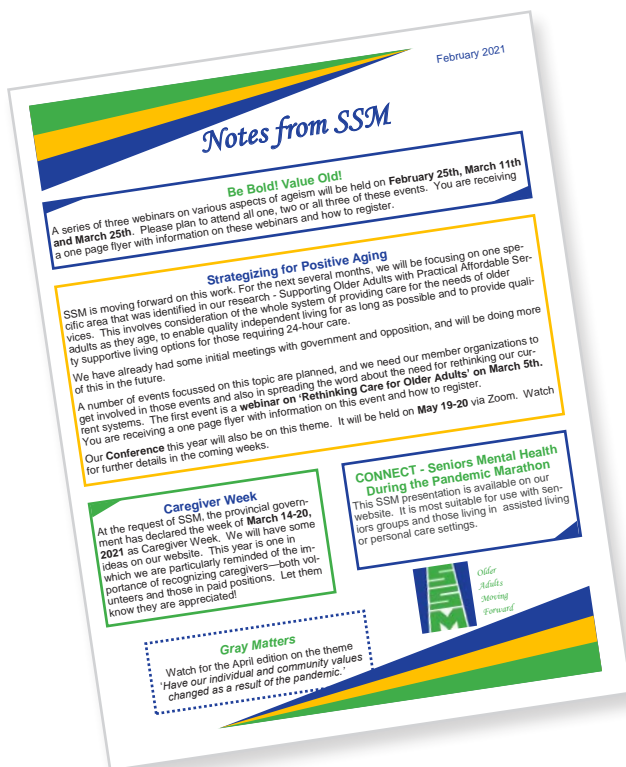 February 2021
Notes from SSM
Be Bold! Value Old!
A series of three webinars on various aspects of ageism will be held on February 25th, March 11th
and March 25th.  Please plan to attend all one, two or all three of these events.  You are receiving
a one page flyer with information on these webinars and how to register.
Strategizing for Positive Aging
SSM is moving forward on this work. For the next several months, we will be focusing on one spe-
cific area that was identified in our research - Supporting Older Adults with Practical Affordable Ser-
vices.  This involves consideration of the whole system of providing care for the needs of older
adults as they age, to enable quality independent living for as long as possible and to provide quali-
ty supportive living options for those requiring 24-hour care.
We have already had some initial meetings with government and opposition, and will be doing more
of this in the future.
A number of events focussed on this topic are planned, and we need our member organizations to
get involved in those events and also in spreading the word about the need for rethinking our cur-
rent systems.  The first event is a webinar on ‘Rethinking Care for Older Adults’ on March 5th.
You are receiving a one page flyer with information on this event and how to register.
Our Conference this year will also be on this theme.  It will be held on May 19-20 via Zoom.  Watch
for further details in the coming weeks.
Caregiver Week
At the request of SSM, the provincial govern-
ment has declared the week of March 14-20,
2021 as Caregiver Week.  We will have some
ideas on our website.  This year is one in
which we are particularly reminded of the im-
portance of recognizing caregivers—both vol-
unteers and those in paid positions.  Let them
know they are appreciated!
CONNECT - Seniors Mental Health
During the Pandemic Marathon
This SSM presentation is available on our
website.  It is most suitable for use with sen-
iors groups and those living in  assisted living
or personal care settings.
SSM
Older
Adults
Moving
Forward
Gray Matters
Watch for the April edition on the theme
‘Have our individual and community values
changed as a result of the pandemic.’